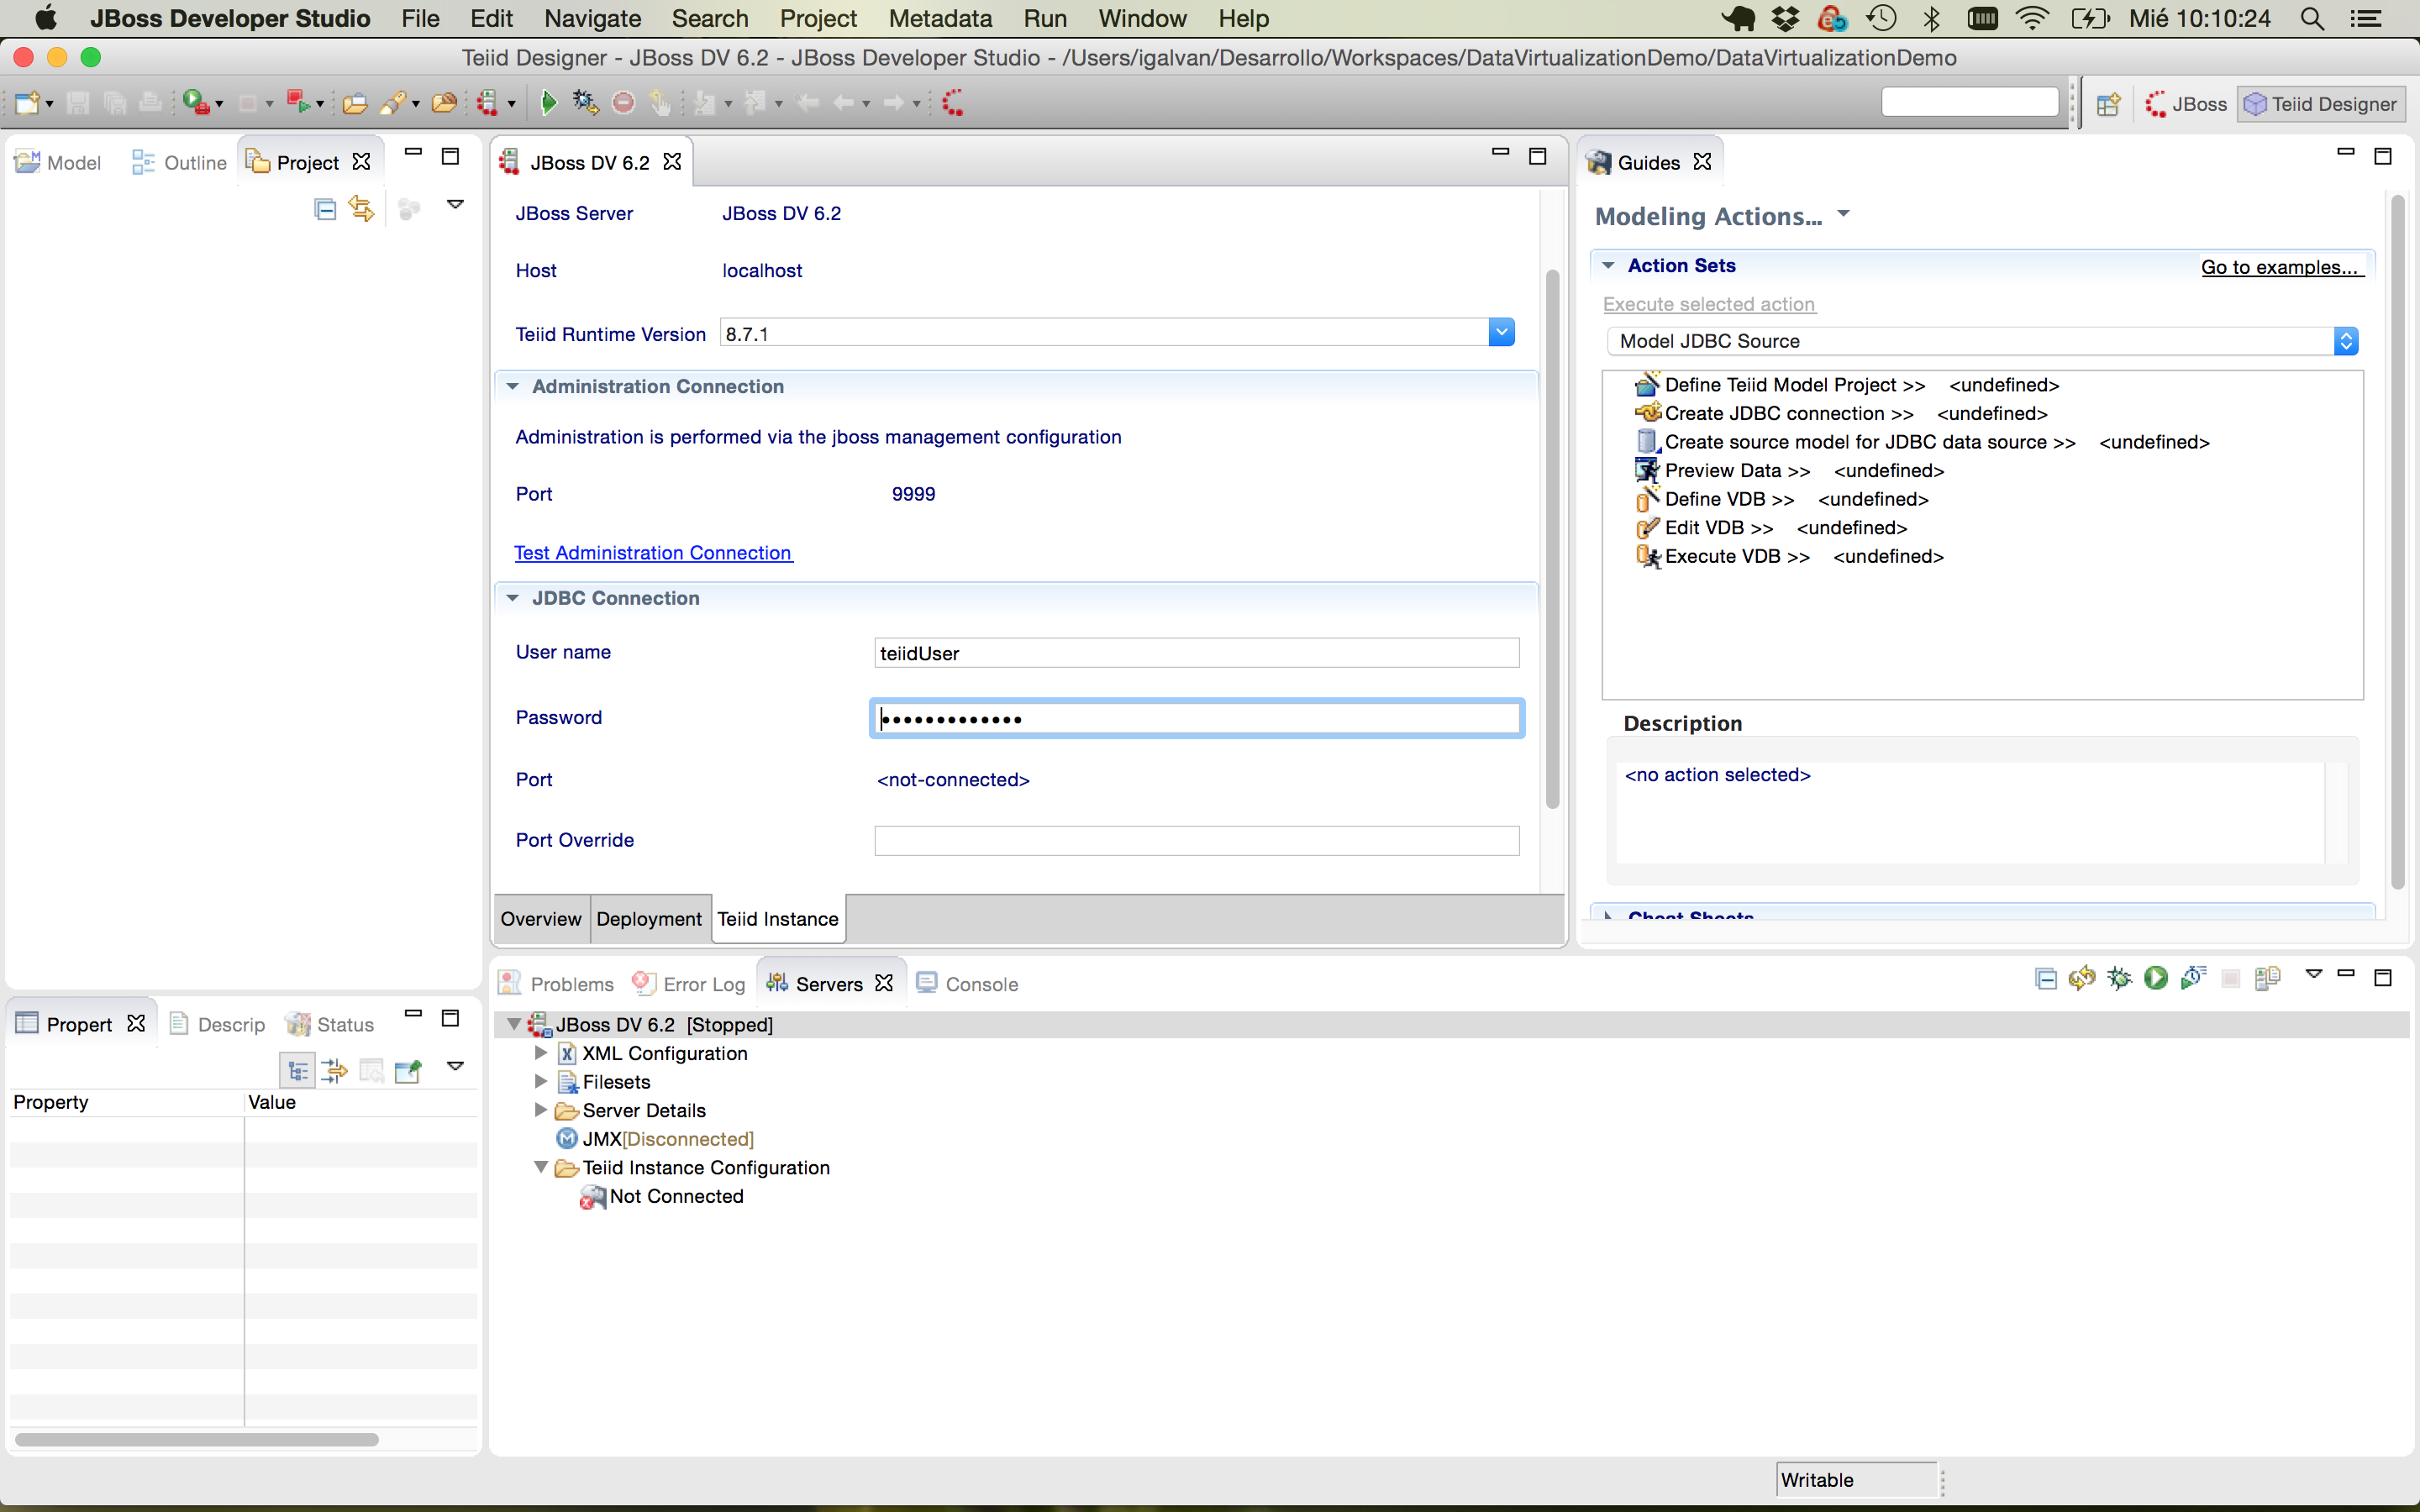 JBoss Developer Studio File Edit Navigate Search Project Metadata Run Window Help Mié 10:10:24
Teiid Designer - JBoss DV 6.2 - JBoss Developer Studio - /Users/igalvan/Desarrollo/Workspaces/DataVirtualizationDemo/DataVirtualizationDemo
JBoss Teiid Designer
Model Outline Project
JBoss DV 6.2
JBoss Server JBoss DV 6.2
Host localhost
Teiid Runtime Version 8.7.1
Administration Connection
Administration is performed via the jboss management configuration
Port 9999
Test Administration Connection
JDBC Connection
User name teiidUser
Password •••••••••••••
Port <not-connected>
Port Override
Overview Deployment Teiid Instance
Guides
Modeling Actions...
Action Sets Go to examples...
Execute selected action
Model JDBC Source
Define Teiid Model Project >> <undefined>
Create JDBC connection >> <undefined>
Create source model for JDBC data source >> <undefined>
Preview Data >> <undefined>
Define VDB >> <undefined>
Edit VDB >> <undefined>
Execute VDB >> <undefined>
Description
<no action selected>
Cheat Sheets
Propert Descrip Status
Property Value
Problems Error Log Servers Console
JBoss DV 6.2 [Stopped]
XML Configuration
Filesets
Server Details
JMX[Disconnected]
Teiid Instance Configuration
Not Connected
Writable